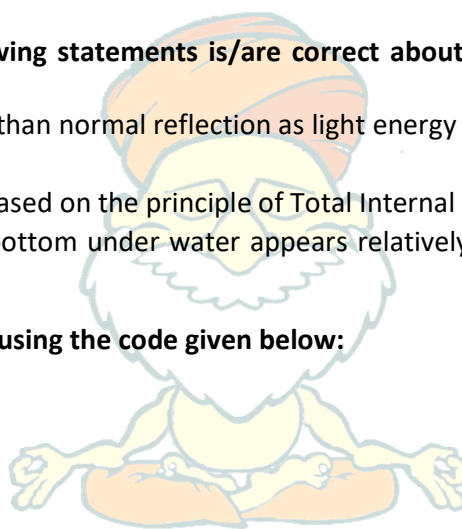 wing statements is/are correct about
than normal reflection as light energy
ased on the principle of Total Internal
ottom under water appears relatively
using the code given below: